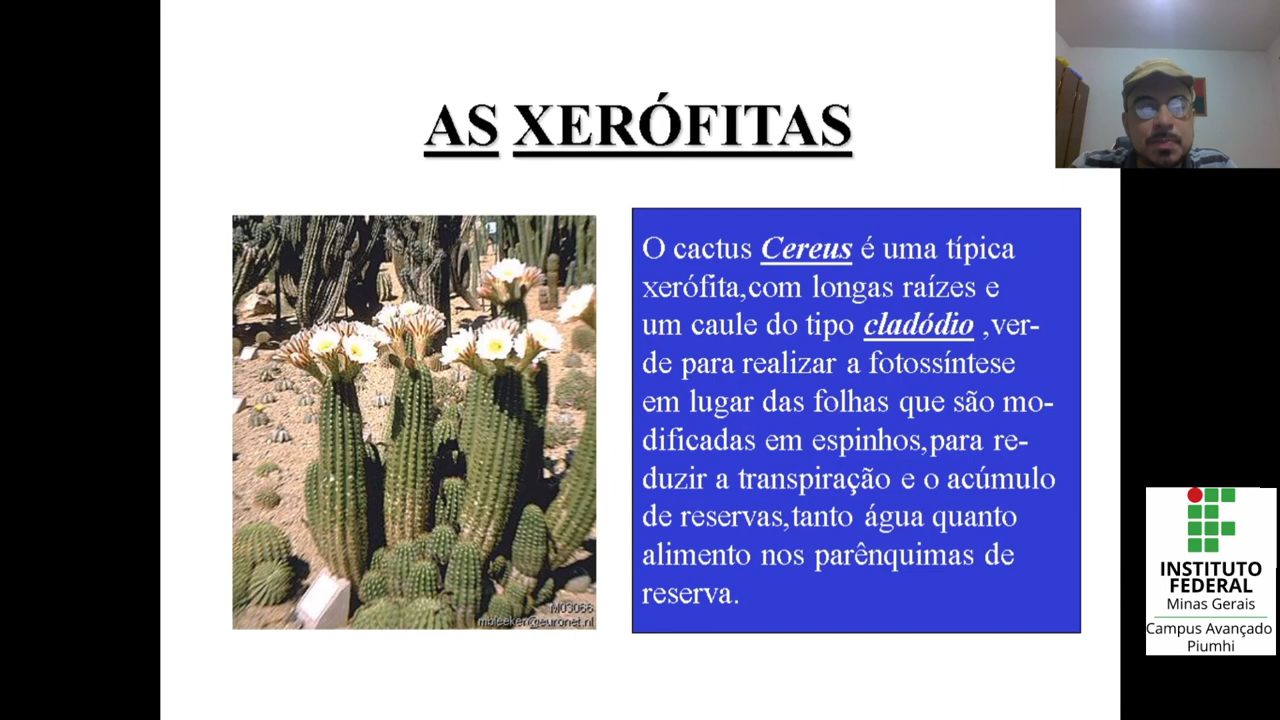 AS XERÓFITAS
O cactus Cereus é uma típica
xerófita,com longas raízes e
um caule do tipo cladódio ,ver-
de para realizar a fotossíntese
em lugar das folhas que são mo-
dificadas em espinhos,para re-
duzir a transpiração e o acúmulo
de reservas,tanto água quanto
alimento nos parênquimas de
reserva.
M03066
mbleeker@euronet.nl
INSTITUTO
FEDERAL
Minas Gerais
Campus Avançado
Piumhi